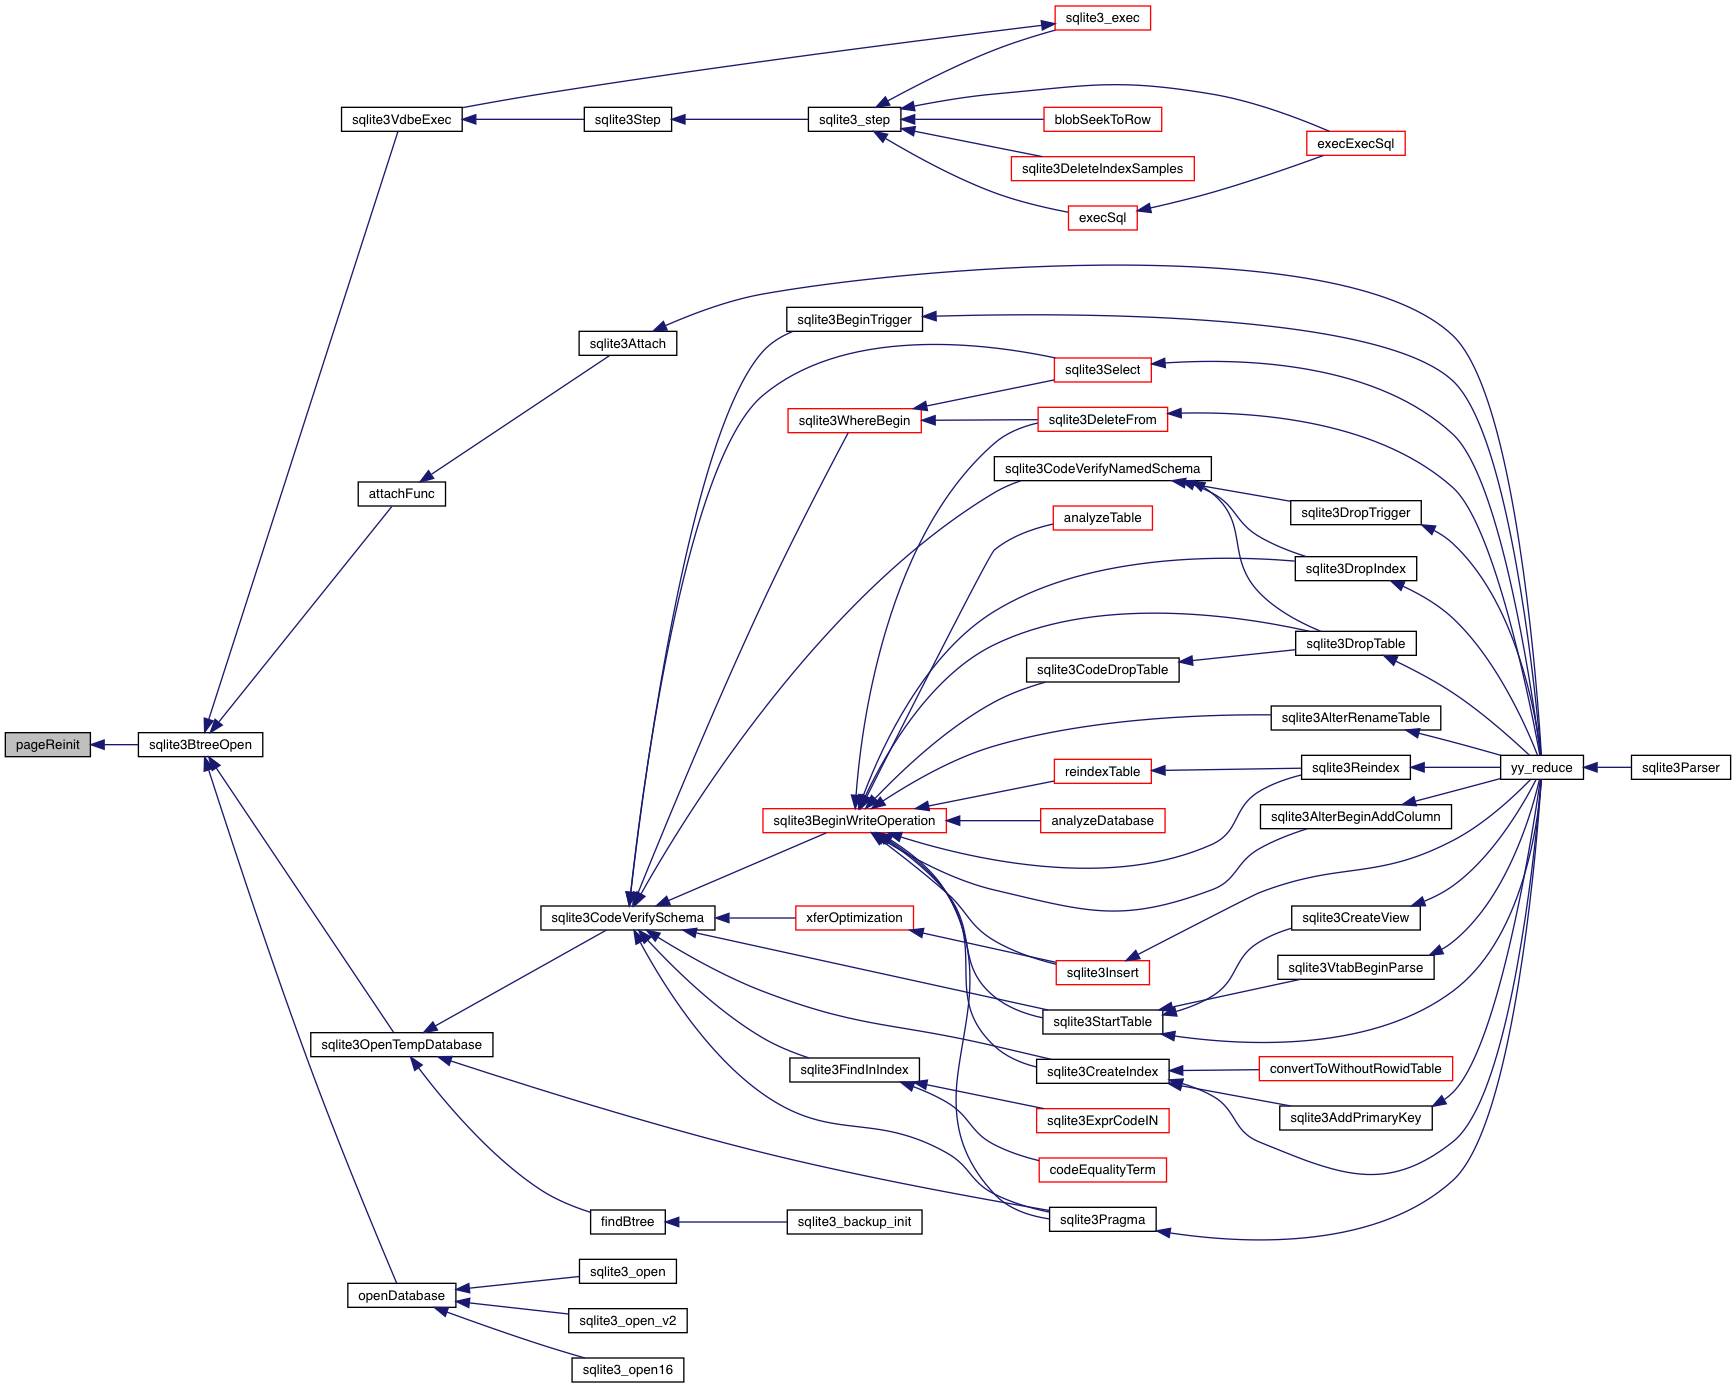 sqlite3_exec
sqlite3VdbeExec
sqlite3Step
sqlite3_step
blobSeekToRow
execExecSql
sqlite3DeleteIndexSamples
execSql
sqlite3BeginTrigger
sqlite3Attach
sqlite3Select
sqlite3WhereBegin
sqlite3DeleteFrom
sqlite3CodeVerifyNamedSchema
attachFunc
analyzeTable
sqlite3DropTrigger
sqlite3DropIndex
sqlite3DropTable
sqlite3CodeDropTable
sqlite3AlterRenameTable
pageReinit
sqlite3BtreeOpen
reindexTable
sqlite3Reindex
yy_reduce
sqlite3Parser
sqlite3BeginWriteOperation
analyzeDatabase
sqlite3AlterBeginAddColumn
sqlite3CodeVerifySchema
xferOptimization
sqlite3CreateView
sqlite3Insert
sqlite3VtabBeginParse
sqlite3StartTable
sqlite3OpenTempDatabase
sqlite3FindInIndex
sqlite3CreateIndex
convertToWithoutRowidTable
sqlite3ExprCodeIN
sqlite3AddPrimaryKey
codeEqualityTerm
findBtree
sqlite3_backup_init
sqlite3Pragma
sqlite3_open
openDatabase
sqlite3_open_v2
sqlite3_open16